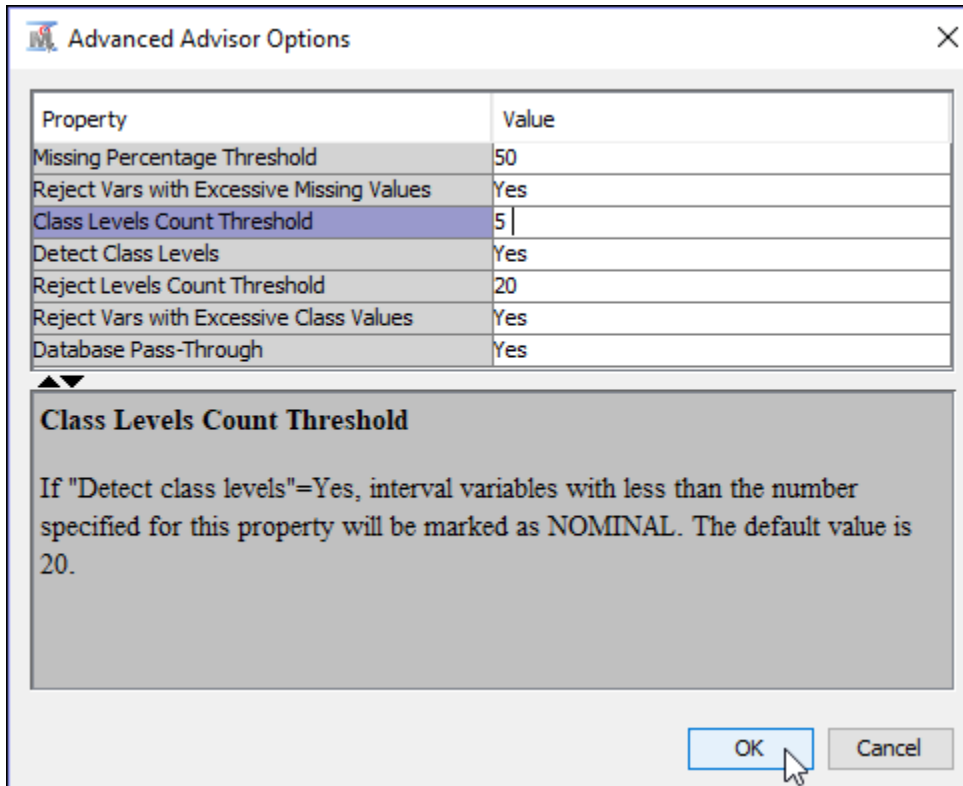 Advanced Advisor Options
Property Value
Missing Percentage Threshold 50
Reject Vars with Excessive Missing Values Yes
Class Levels Count Threshold 5
Detect Class Levels Yes
Reject Levels Count Threshold 20
Reject Vars with Excessive Class Values Yes
Database Pass-Through Yes
Class Levels Count Threshold
If "Detect class levels"=Yes, interval variables with less than the number
specified for this property will be marked as NOMINAL. The default value is
20.
OK Cancel